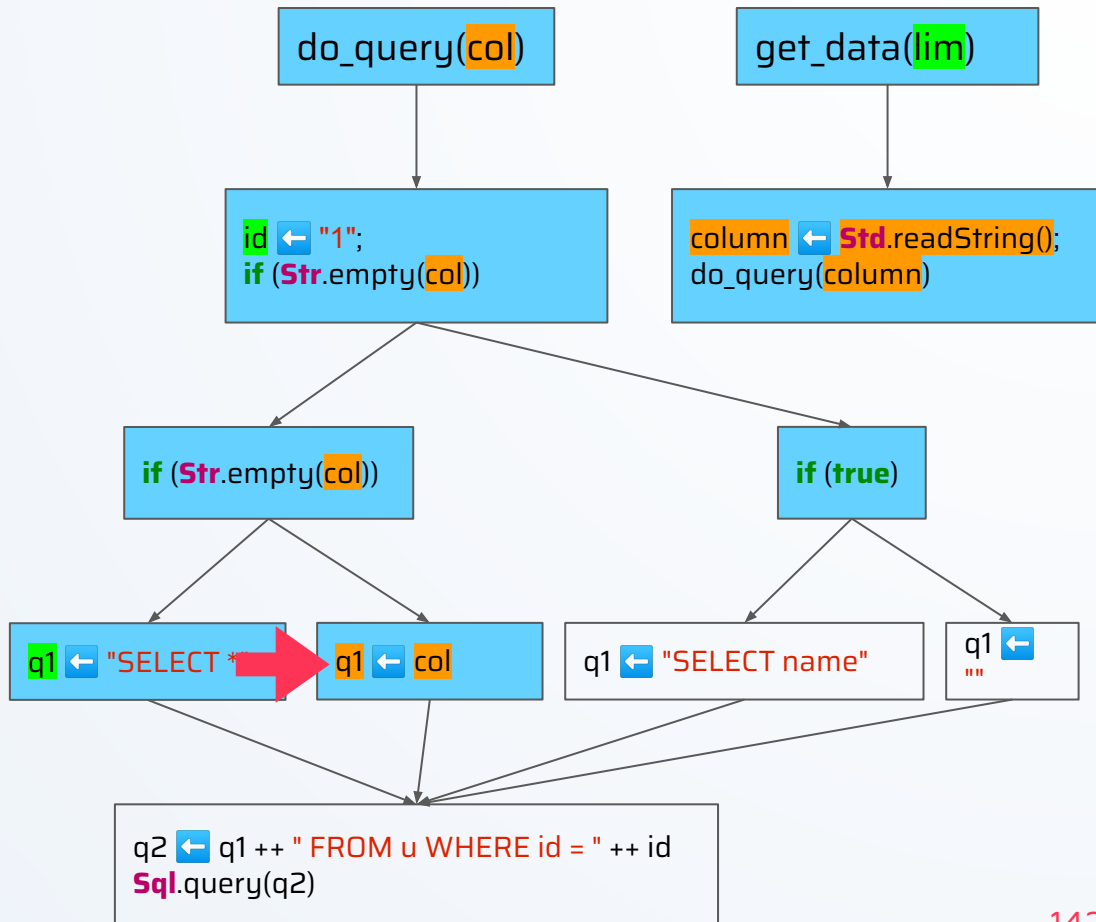 do_query(col)
get_data(lim)
id ⬅ "1";
if (Str.empty(col))
column ⬅ Std.readString();
do_query(column)
if (Str.empty(col))
if (true)
q1 ⬅ "SELECT *"
q1 ⬅ col
q1 ⬅ "SELECT name"
q1 ⬅
""
q2 ⬅ q1 ++ " FROM u WHERE id = " ++ id
Sql.query(q2)